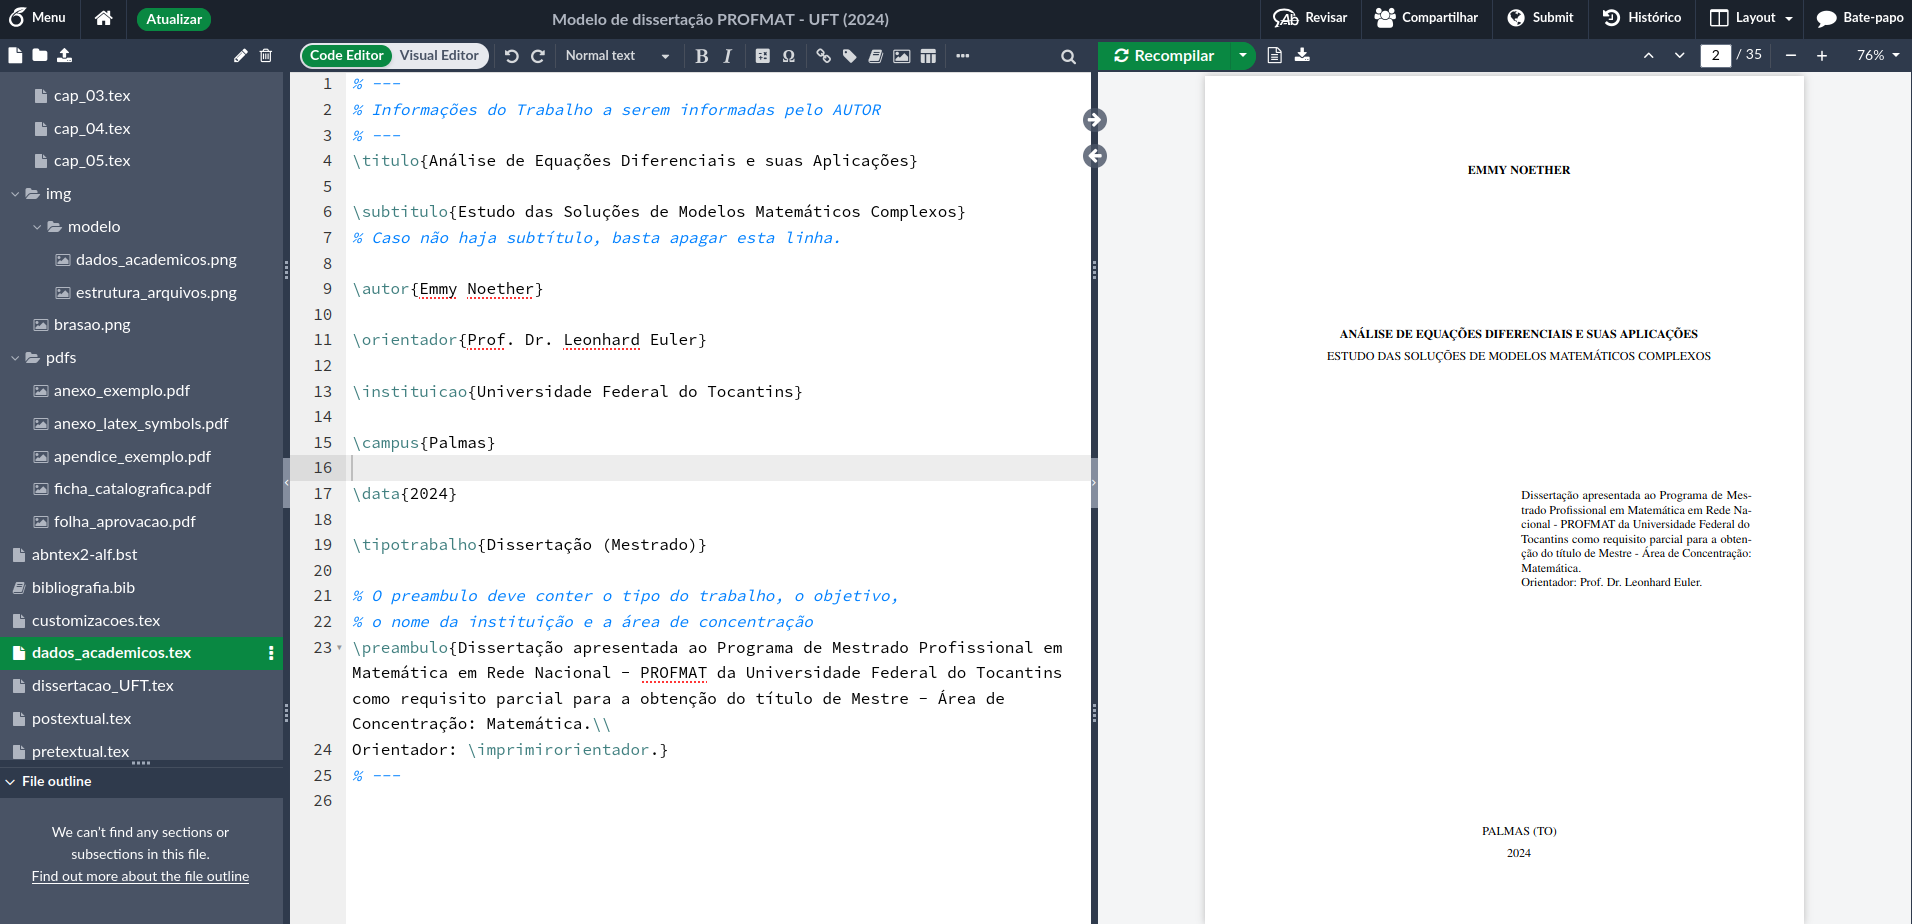 Menu
Atualizar
Modelo de dissertação PROFMAT - UFT (2024)
Revisar
Compartilhar
Submit
Histórico
Layout
Bate-papo
Code Editor
Visual Editor
Normal text
B I
Ω
Recompilar
2 / 35
76%
cap_03.tex
cap_04.tex
cap_05.tex
img
modelo
dados_academicos.png
estrutura_arquivos.png
brasao.png
pdfs
anexo_exemplo.pdf
anexo_latex_symbols.pdf
apendice_exemplo.pdf
ficha_catalografica.pdf
folha_aprovacao.pdf
abntex2-alf.bst
bibliografia.bib
customizacoes.tex
dados_academicos.tex
dissertacao_UFT.tex
postextual.tex
pretextual.tex
File outline
We can't find any sections or
subsections in this file.
Find out more about the file outline
1 % ---
2 % Informações do Trabalho a serem informadas pelo AUTOR
3 % ---
4 \titulo{Análise de Equações Diferenciais e suas Aplicações}
5
6 \subtitulo{Estudo das Soluções de Modelos Matemáticos Complexos}
7 % Caso não haja subtítulo, basta apagar esta linha.
8
9 \autor{Emmy Noether}
10
11 \orientador{Prof. Dr. Leonhard Euler}
12
13 \instituicao{Universidade Federal do Tocantins}
14
15 \campus{Palmas}
16
17 \data{2024}
18
19 \tipotrabalho{Dissertação (Mestrado)}
20
21 % O preambulo deve conter o tipo do trabalho, o objetivo,
22 % o nome da instituição e a área de concentração
23 \preambulo{Dissertação apresentada ao Programa de Mestrado Profissional em
Matemática em Rede Nacional - PROFMAT da Universidade Federal do Tocantins
como requisito parcial para a obtenção do título de Mestre - Área de
Concentração: Matemática.\\
24 Orientador: \imprimirorientador.}
25 % ---
26
EMMY NOETHER
ANÁLISE DE EQUAÇÕES DIFERENCIAIS E SUAS APLICAÇÕES
ESTUDO DAS SOLUÇÕES DE MODELOS MATEMÁTICOS COMPLEXOS
Dissertação apresentada ao Programa de Mes-
trado Profissional em Matemática em Rede Na-
cional - PROFMAT da Universidade Federal do
Tocantins como requisito parcial para a obten-
ção do título de Mestre - Área de Concentração:
Matemática.
Orientador: Prof. Dr. Leonhard Euler.
PALMAS (TO)
2024